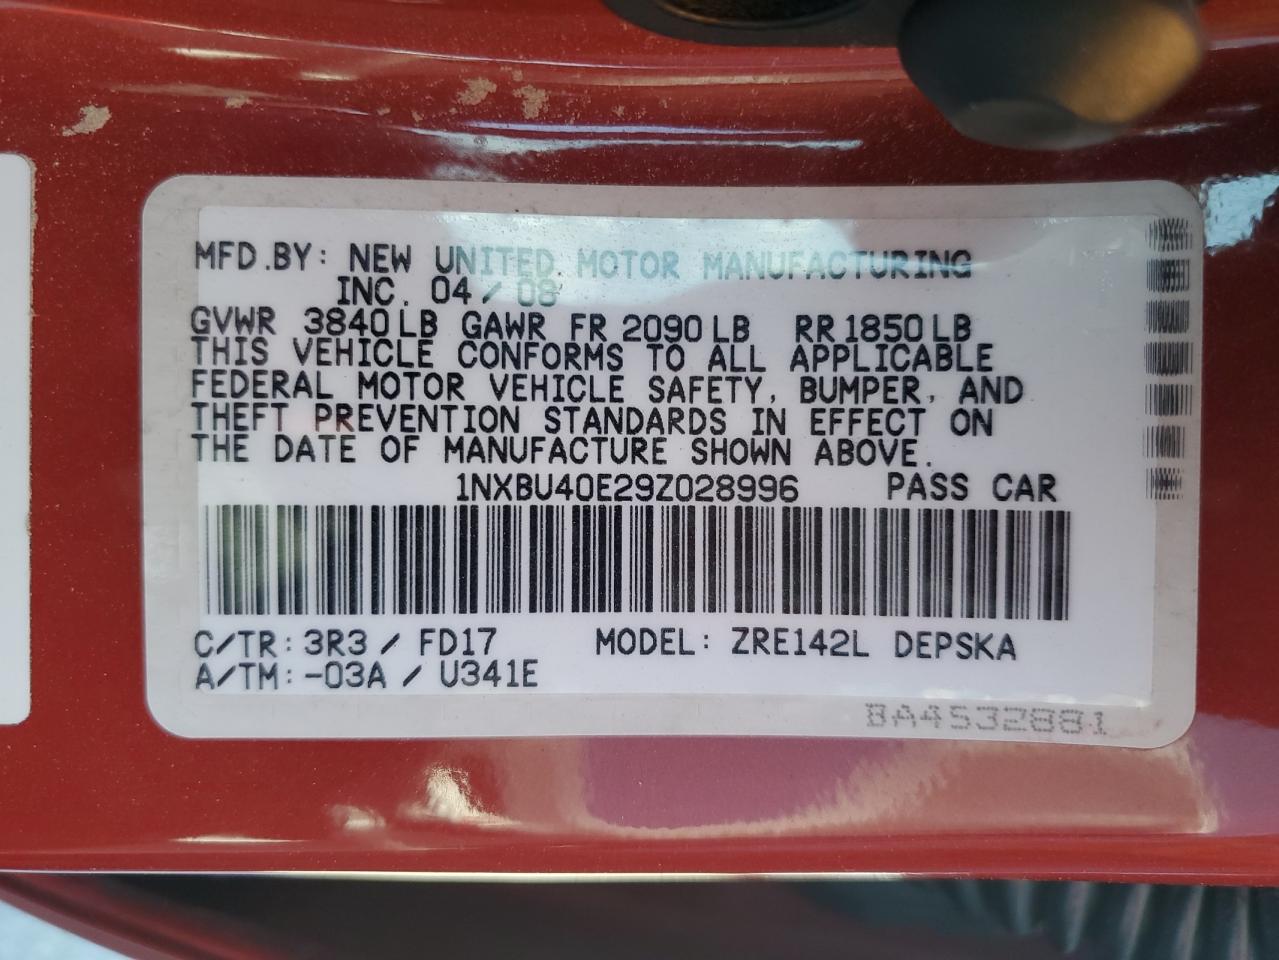 MFD.BY: NEW UNITED MOTOR MANUFACTURING
INC. 04 / 08
GVWR 3840 LB GAWR FR 2090 LB RR 1850 LB
THIS VEHICLE CONFORMS TO ALL APPLICABLE
FEDERAL MOTOR VEHICLE SAFETY, BUMPER, AND
THEFT PREVENTION STANDARDS IN EFFECT ON
THE DATE OF MANUFACTURE SHOWN ABOVE.
1NXBU40E29Z028996 PASS CAR
C/TR: 3R3 / FD17 MODEL: ZRE142L DEPSKA
A/TM: -03A / U341E
BA4532881